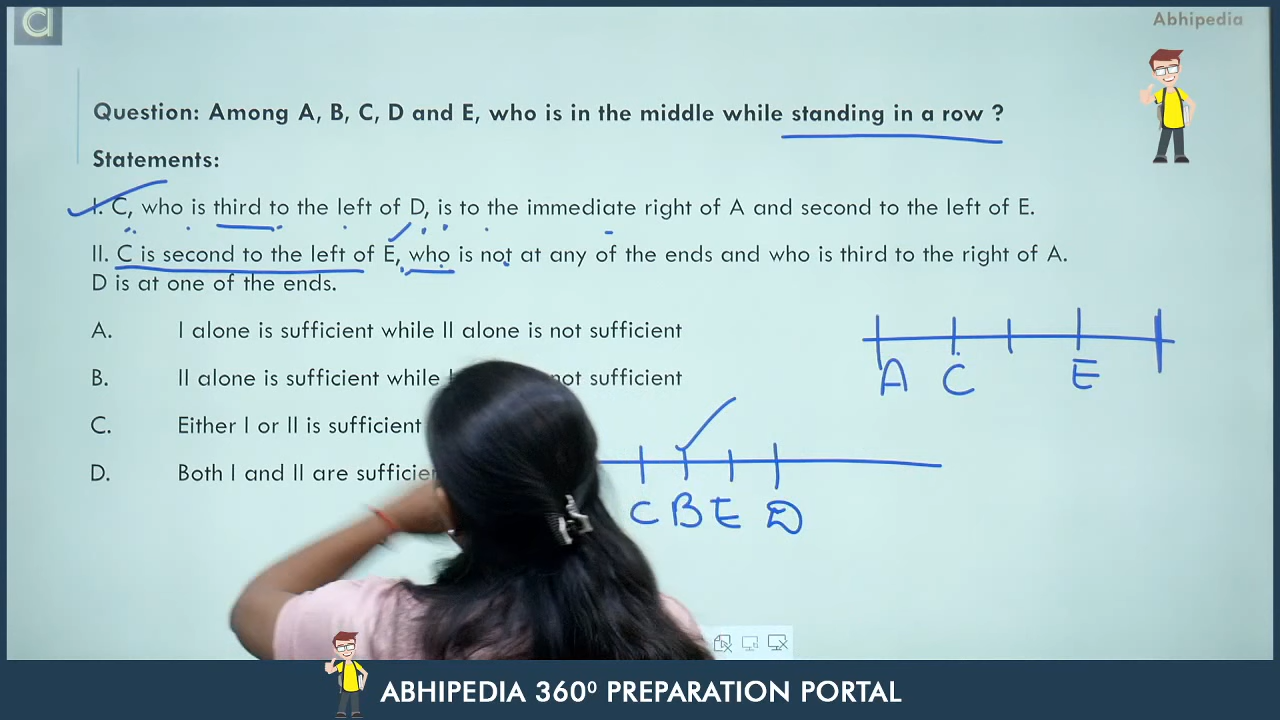 Abhipedia
Question: Among A, B, C, D and E, who is in the middle while standing in a row ?
Statements:
I. C, who is third to the left of D, is to the immediate right of A and second to the left of E.
II. C is second to the left of E, who is not at any of the ends and who is third to the right of A.
D is at one of the ends.
A. I alone is sufficient while II alone is not sufficient
B. II alone is sufficient while not sufficient
C. Either I or II is sufficient
D. Both I and II are
A C E
C B E D
ABHIPEDIA 360⁰ PREPARATION PORTAL